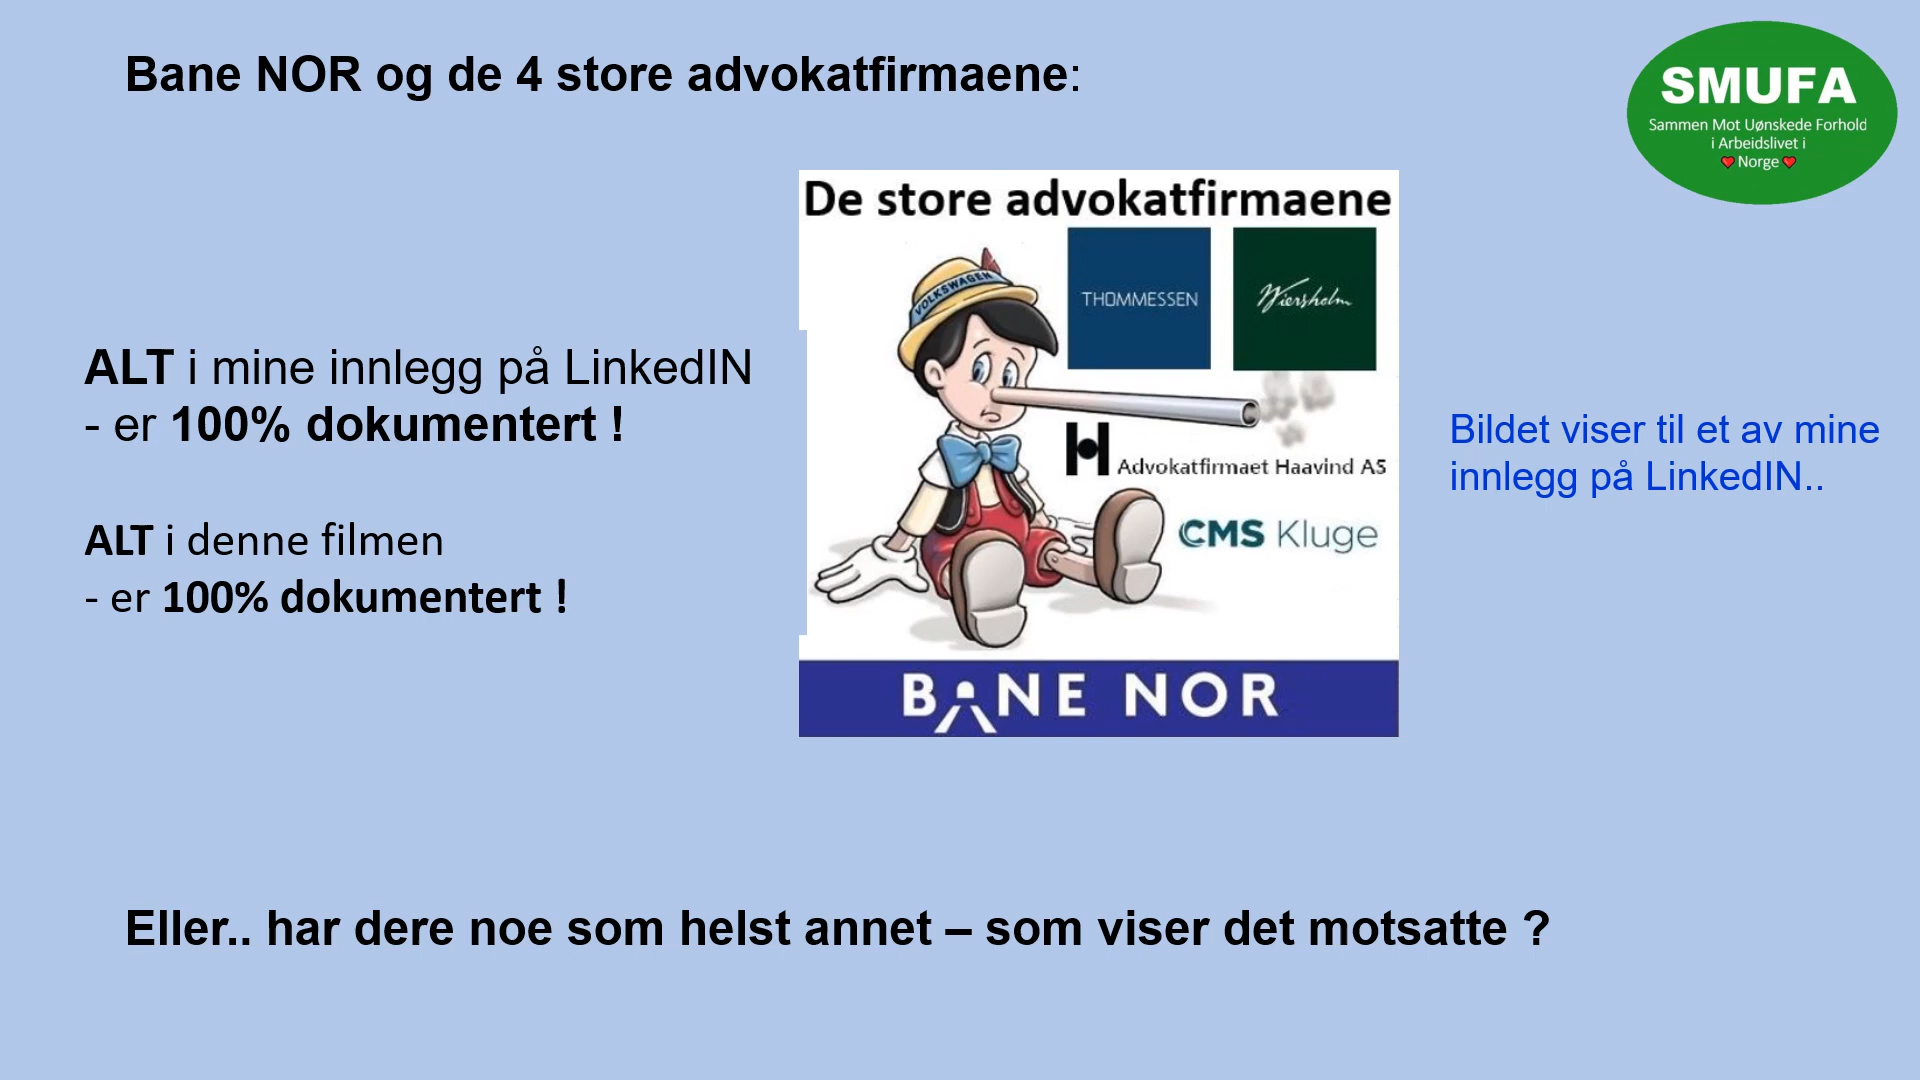 Bane NOR og de 4 store advokatfirmaene:
SMUFA
Sammen Mot Uønskede Forhold
i Arbeidslivet i
Norge
De store advokatfirmaene
VOLKSWAGEN
THOMMESSEN
Wiersholm
H Advokatfirmaet Haavind AS
CMS Kluge
BANE NOR
ALT i mine innlegg på LinkedIN
- er 100% dokumentert !
ALT i denne filmen
- er 100% dokumentert !
Bildet viser til et av mine
innlegg på LinkedIN..
Eller.. har dere noe som helst annet – som viser det motsatte ?